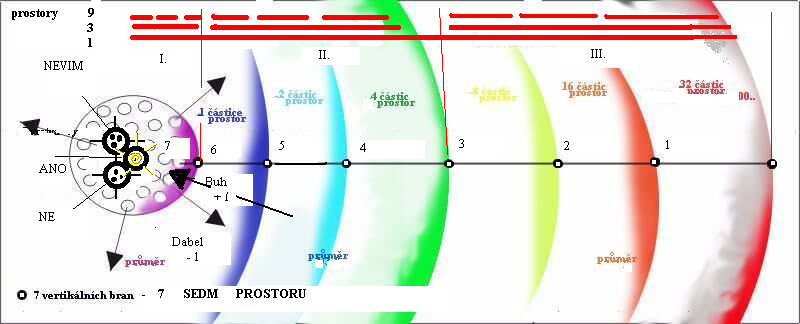 prostory 9
3
1
I.
II.
III.
NEVIM
1 částice
prostor
2 částic
prostor
4 částic
prostor
8 částic
prostor
16 částic
prostor
32 částic
prostor
00..
7
6
5
4
3
2
1
ANO
NE
Buh
+ 1
Dabel
- 1
průměr
průměr
průměr
7 vertikálních bran - 7 SEDM PROSTORU